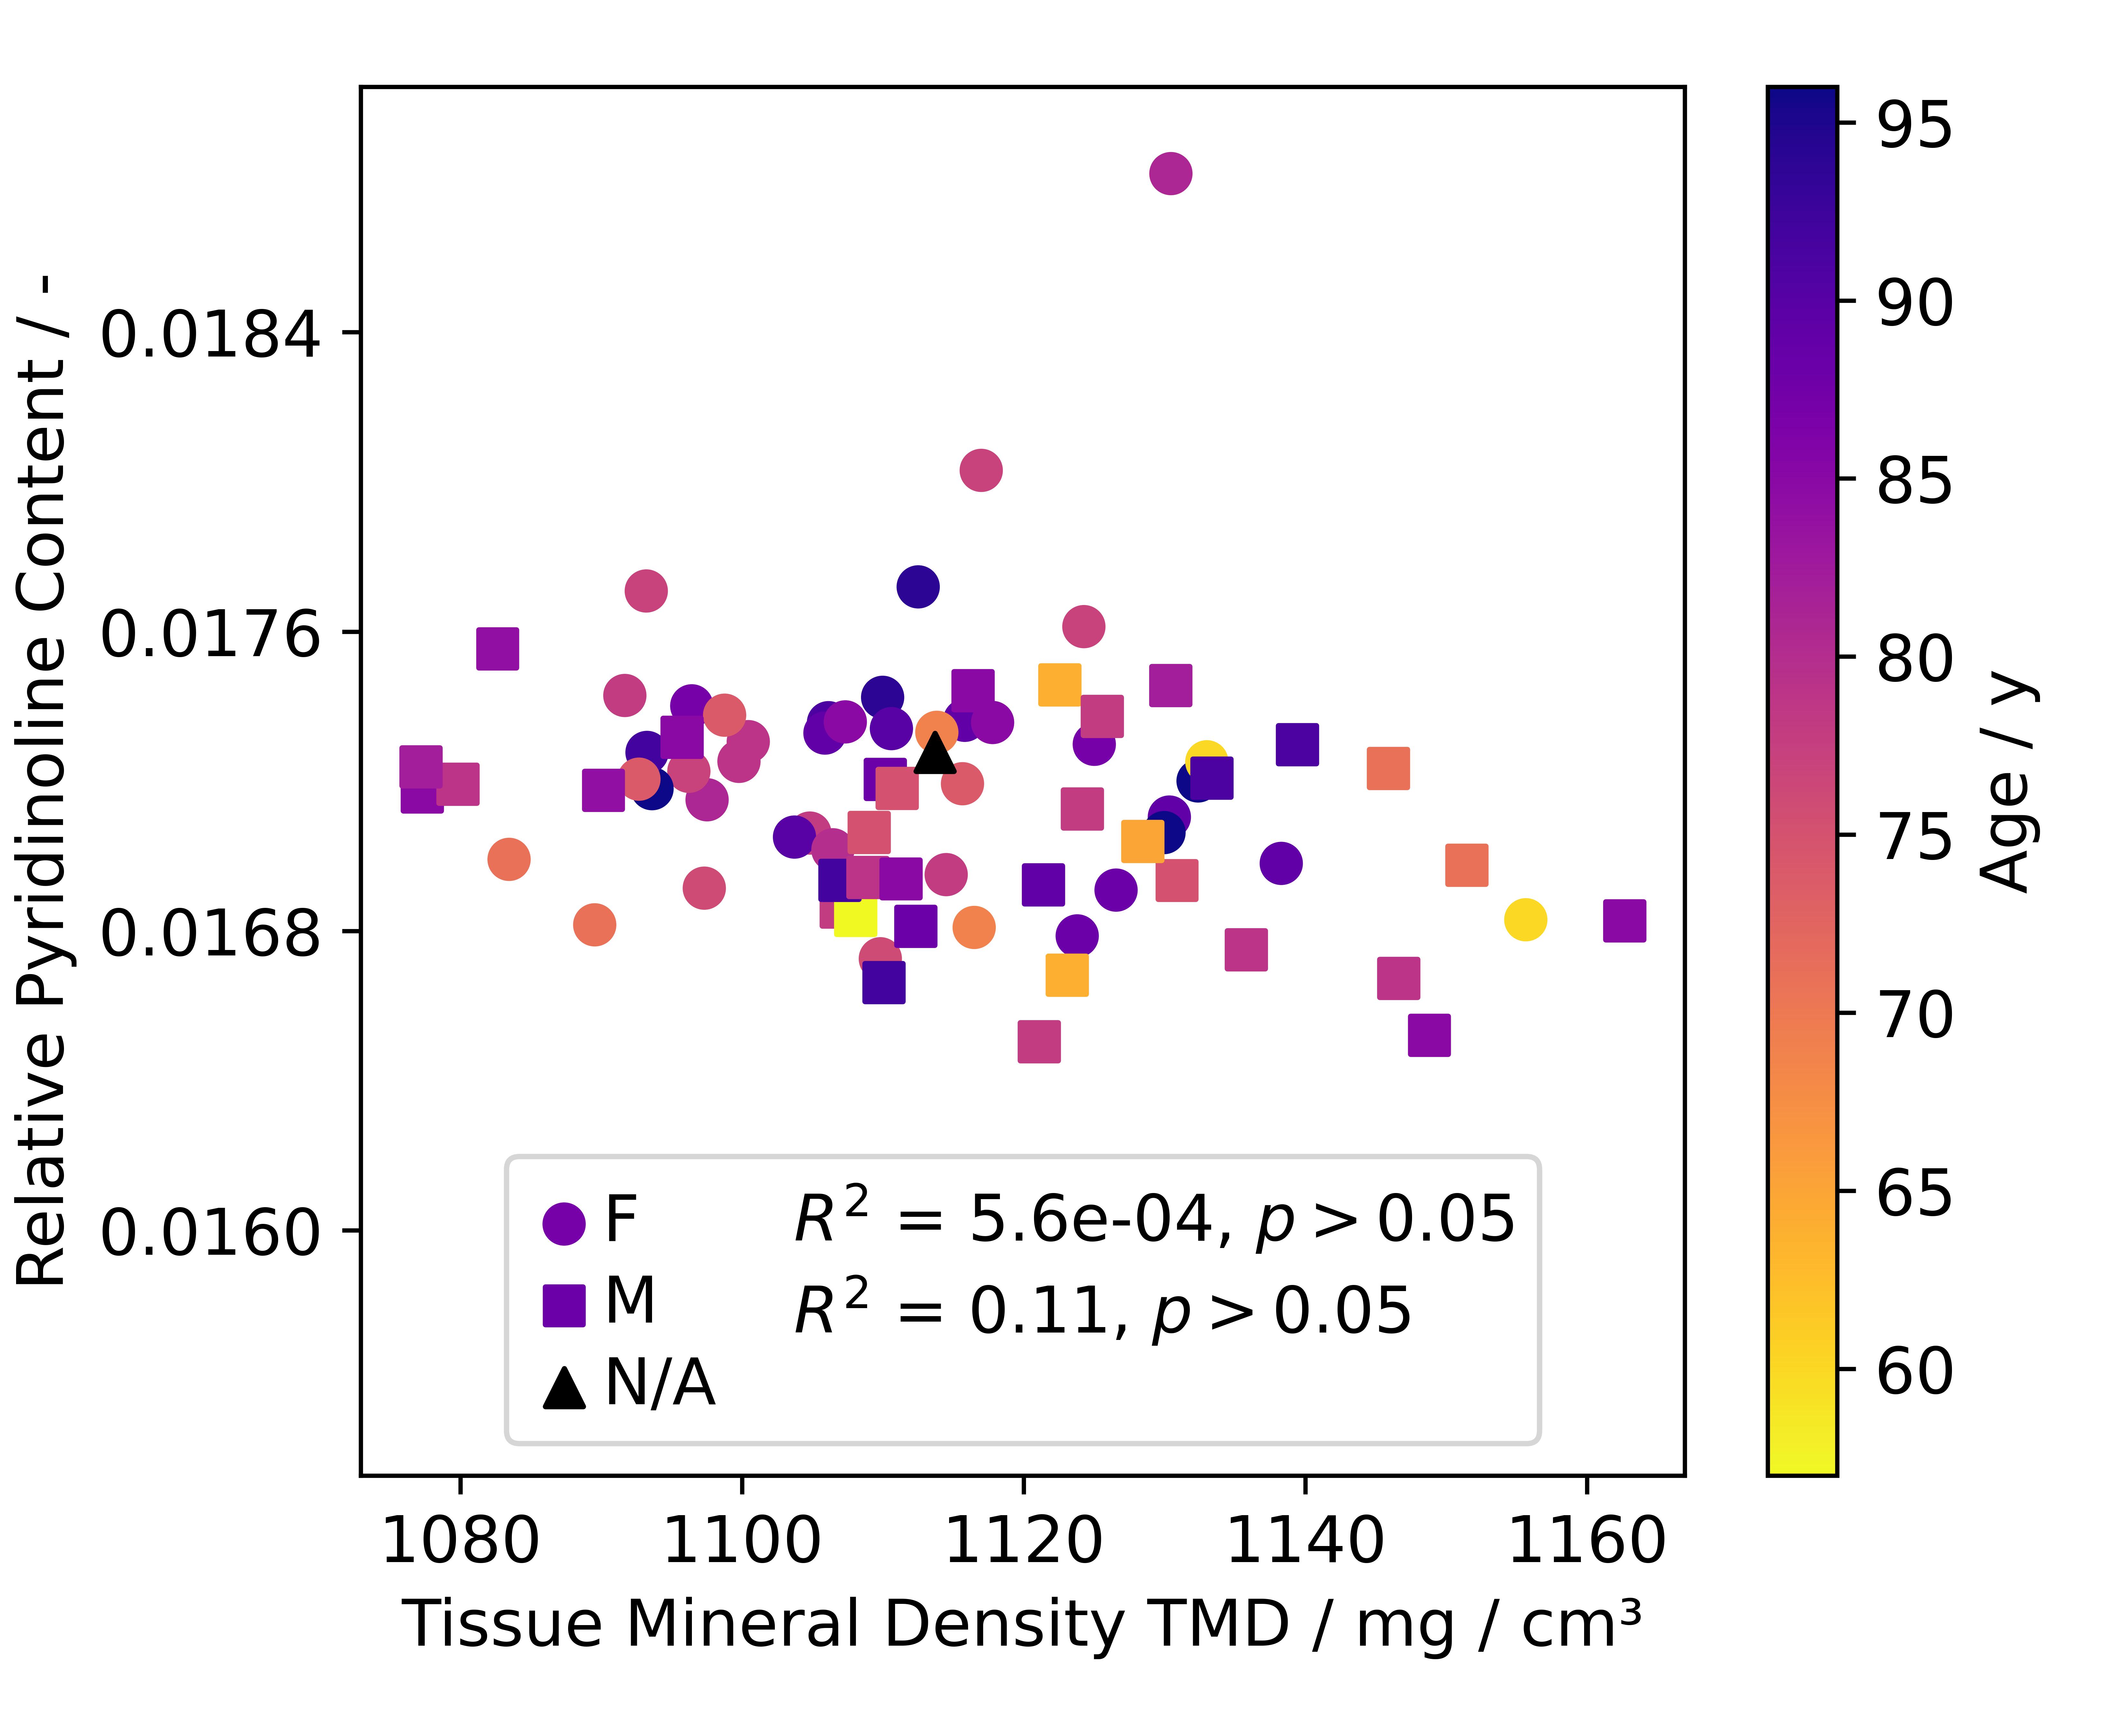 Relative Pyridinoline Content / -
0.0184
0.0176
0.0168
0.0160
F R² = 5.6e-04, p > 0.05
M R² = 0.11, p > 0.05
N/A
1080 1100 1120 1140 1160
Tissue Mineral Density TMD / mg / cm³
95
90
85
80
75
70
65
60
Age / y